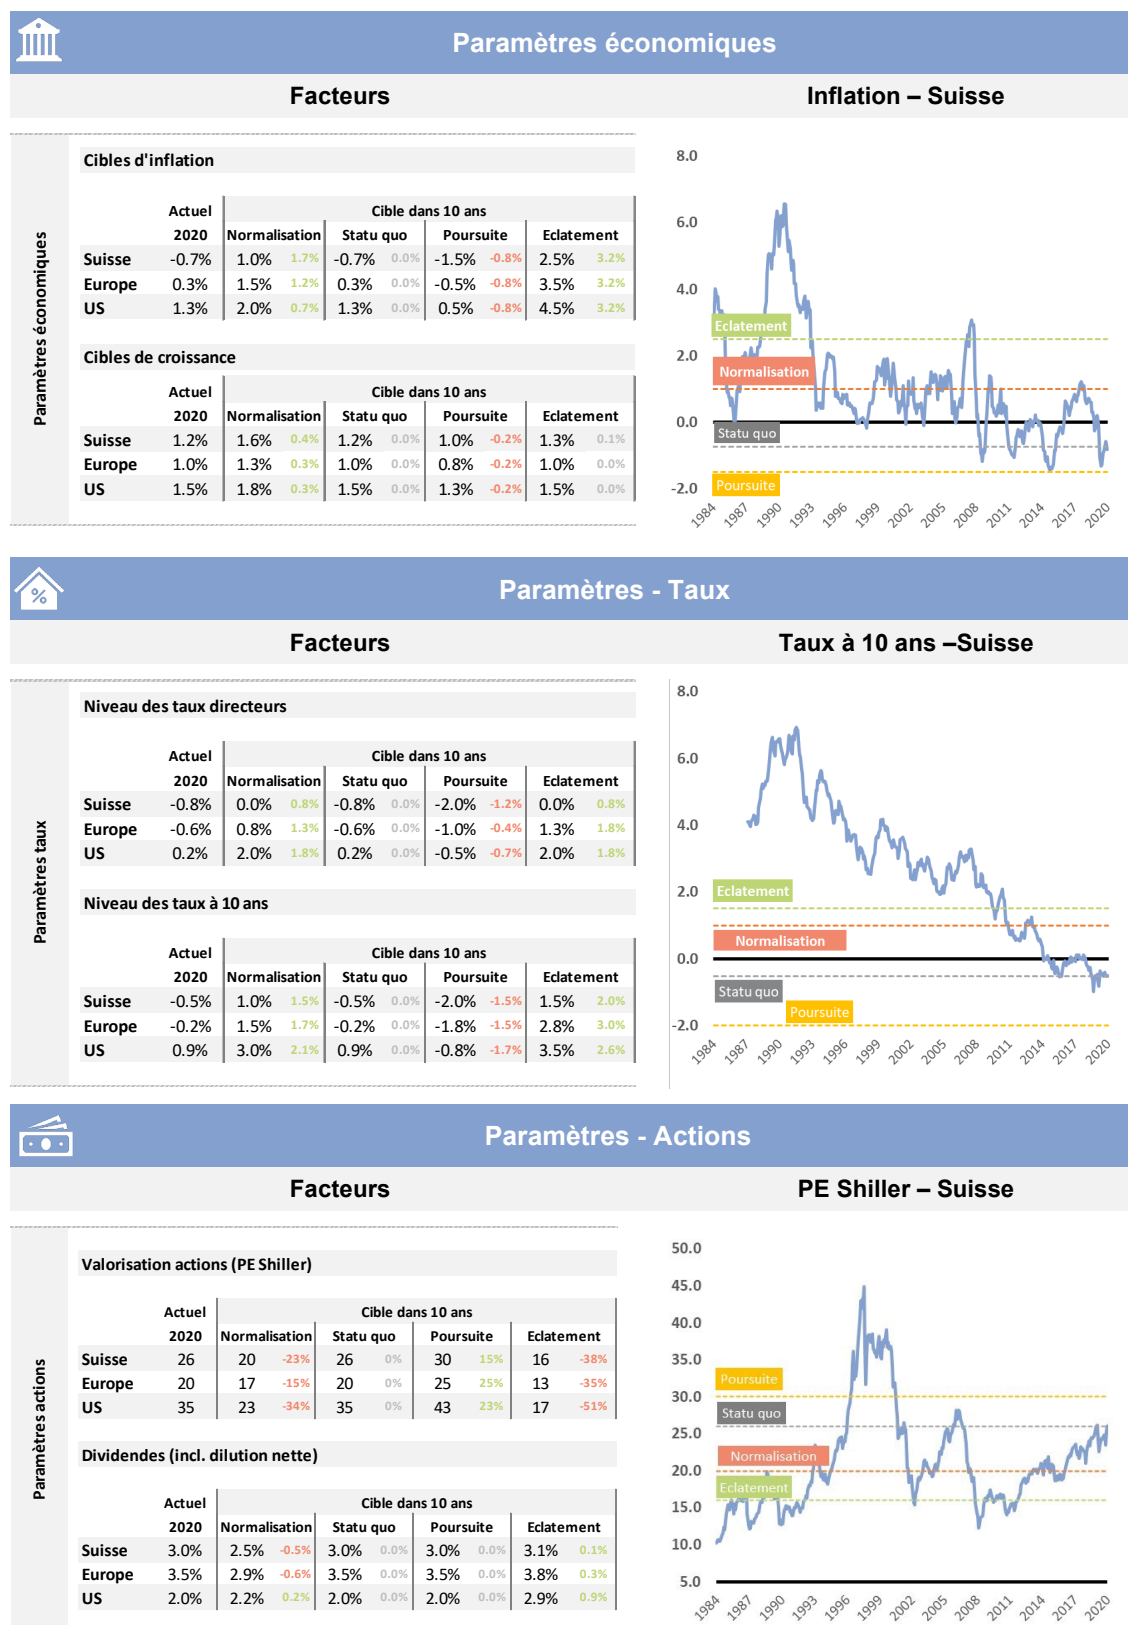 Paramètres économiques
Facteurs
Inflation – Suisse
Paramètres économiques
Cibles d'inflation
Actuel Cible dans 10 ans
2020 Normalisation Statu quo Poursuite Eclatement
Suisse -0.7% 1.0% 1.7% -0.7% 0.0% -1.5% -0.8% 2.5% 3.2%
Europe 0.3% 1.5% 1.2% 0.3% 0.0% -0.5% -0.8% 3.5% 3.2%
US 1.3% 2.0% 0.7% 1.3% 0.0% 0.5% -0.8% 4.5% 3.2%
Cibles de croissance
Actuel Cible dans 10 ans
2020 Normalisation Statu quo Poursuite Eclatement
Suisse 1.2% 1.6% 0.4% 1.2% 0.0% 1.0% -0.2% 1.3% 0.1%
Europe 1.0% 1.3% 0.3% 1.0% 0.0% 0.8% -0.2% 1.0% 0.0%
US 1.5% 1.8% 0.3% 1.5% 0.0% 1.3% -0.2% 1.5% 0.0%
8.0
6.0
4.0
Eclatement
2.0
Normalisation
0.0
Statu quo
Poursuite
-2.0
1984 1987 1990 1993 1996 1999 2002 2005 2008 2011 2014 2017 2020
%
Paramètres - Taux
Facteurs
Taux à 10 ans –Suisse
Paramètres taux
Niveau des taux directeurs
Actuel Cible dans 10 ans
2020 Normalisation Statu quo Poursuite Eclatement
Suisse -0.8% 0.0% 0.8% -0.8% 0.0% -2.0% -1.2% 0.0% 0.8%
Europe -0.6% 0.8% 1.3% -0.6% 0.0% -1.0% -0.4% 1.3% 1.8%
US 0.2% 2.0% 1.8% 0.2% 0.0% -0.5% -0.7% 2.0% 1.8%
Niveau des taux à 10 ans
Actuel Cible dans 10 ans
2020 Normalisation Statu quo Poursuite Eclatement
Suisse -0.5% 1.0% 1.5% -0.5% 0.0% -2.0% -1.5% 1.5% 2.0%
Europe -0.2% 1.5% 1.7% -0.2% 0.0% -1.8% -1.5% 2.8% 3.0%
US 0.9% 3.0% 2.1% 0.9% 0.0% -0.8% -1.7% 3.5% 2.6%
8.0
6.0
4.0
2.0
Eclatement
Normalisation
0.0
Statu quo
Poursuite
-2.0
1984 1987 1990 1993 1996 1999 2002 2005 2008 2011 2014 2017 2020
Paramètres - Actions
Facteurs
PE Shiller – Suisse
Paramètres actions
Valorisation actions (PE Shiller)
Actuel Cible dans 10 ans
2020 Normalisation Statu quo Poursuite Eclatement
Suisse 26 20 -23% 26 0% 30 15% 16 -38%
Europe 20 17 -15% 20 0% 25 25% 13 -35%
US 35 23 -34% 35 0% 43 23% 17 -51%
Dividendes (incl. dilution nette)
Actuel Cible dans 10 ans
2020 Normalisation Statu quo Poursuite Eclatement
Suisse 3.0% 2.5% -0.5% 3.0% 0.0% 3.0% 0.0% 3.1% 0.1%
Europe 3.5% 2.9% -0.6% 3.5% 0.0% 3.5% 0.0% 3.8% 0.3%
US 2.0% 2.2% 0.2% 2.0% 0.0% 2.0% 0.0% 2.9% 0.9%
50.0
45.0
40.0
35.0
Poursuite
30.0
Statu quo
25.0
Normalisation
20.0
Eclatement
15.0
10.0
5.0
1984 1987 1990 1993 1996 1999 2002 2005 2008 2011 2014 2017 2020